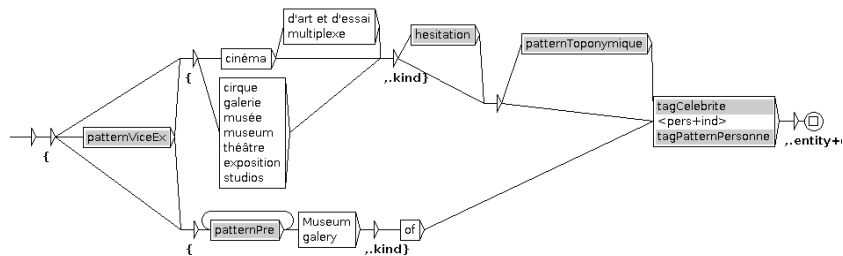 d'art et d'essai
multiplexe
cinéma
hesitation
patternToponymique
{
,.kind}
cirque
galerie
musée
museum
théâtre
exposition
studios
patternViceEx
{
tagCelebrite
<pers+ind>
tagPatternPersonne
,.entity+
patternPre
Museum
galery
of
{
,.kind}